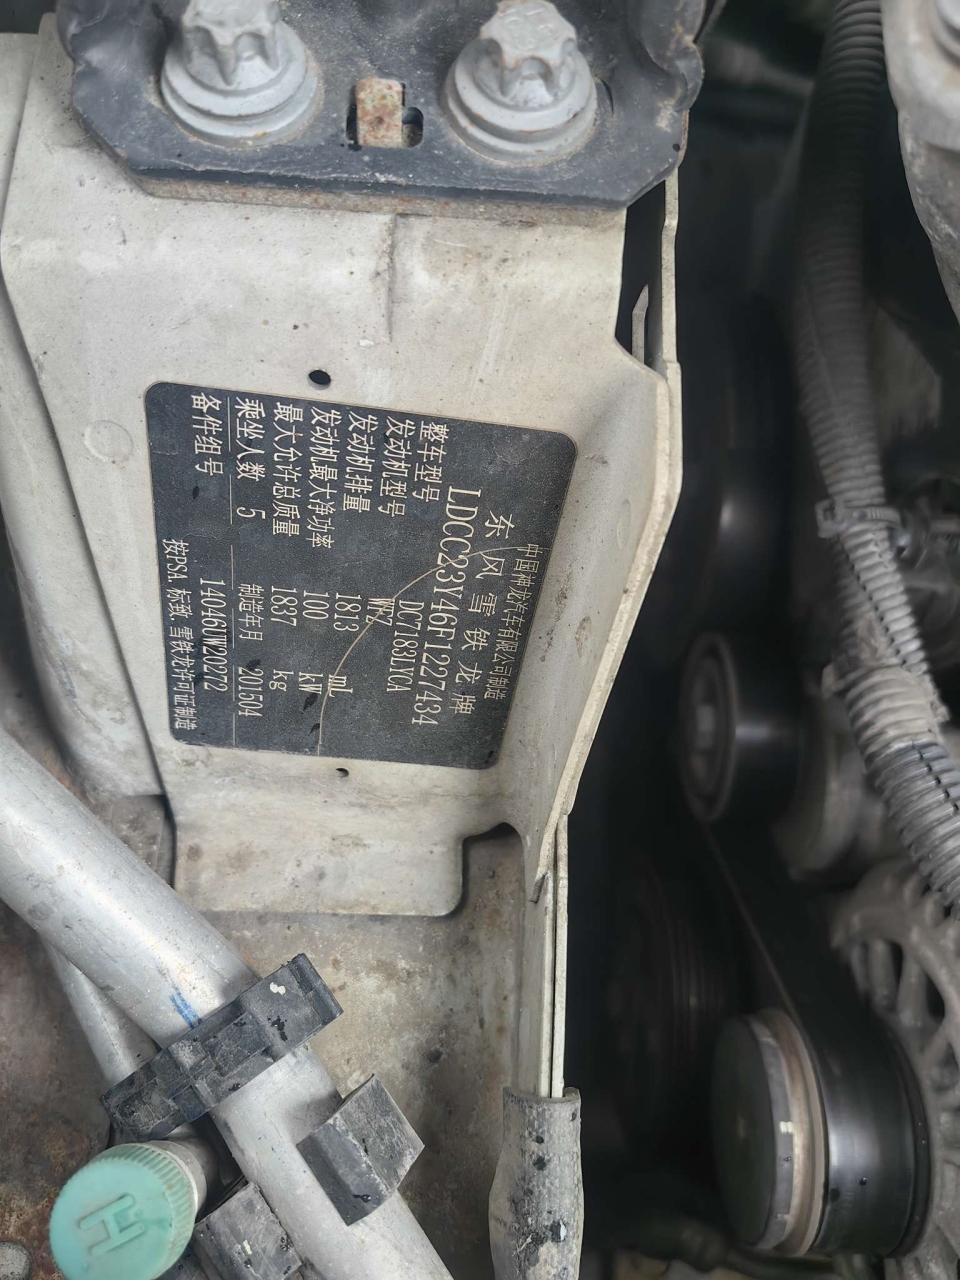 中国神龙汽车有限公司制造
东风雪铁龙牌
LDCC23Y46F1227434
整车型号 DC7183LYCA
发动机型号
发动机排量 1813 mL
发动机最大净功率 100 kW
最大允许总质量 1837 kg
乘坐人数 5 制造年月 201504
备件组号 14046UW20272
按PSA.标致.雪铁龙许可证制造
H